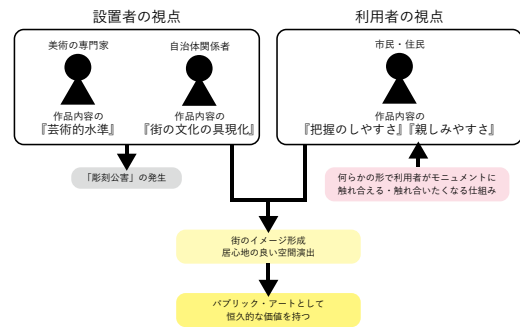 設置者の視点
利用者の視点
美術の専門家
自治体関係者
市民・住民
作品内容の
『芸術的水準』
作品内容の
『街の文化の具現化』
作品内容の
『把握のしやすさ』『親しみやすさ』
「彫刻公害」の発生
何らかの形で利用者がモニュメントに
触れ合える・触れ合いたくなる仕組み
街のイメージ形成
居心地の良い空間演出
パブリック・アートとして
恒久的な価値を持つ